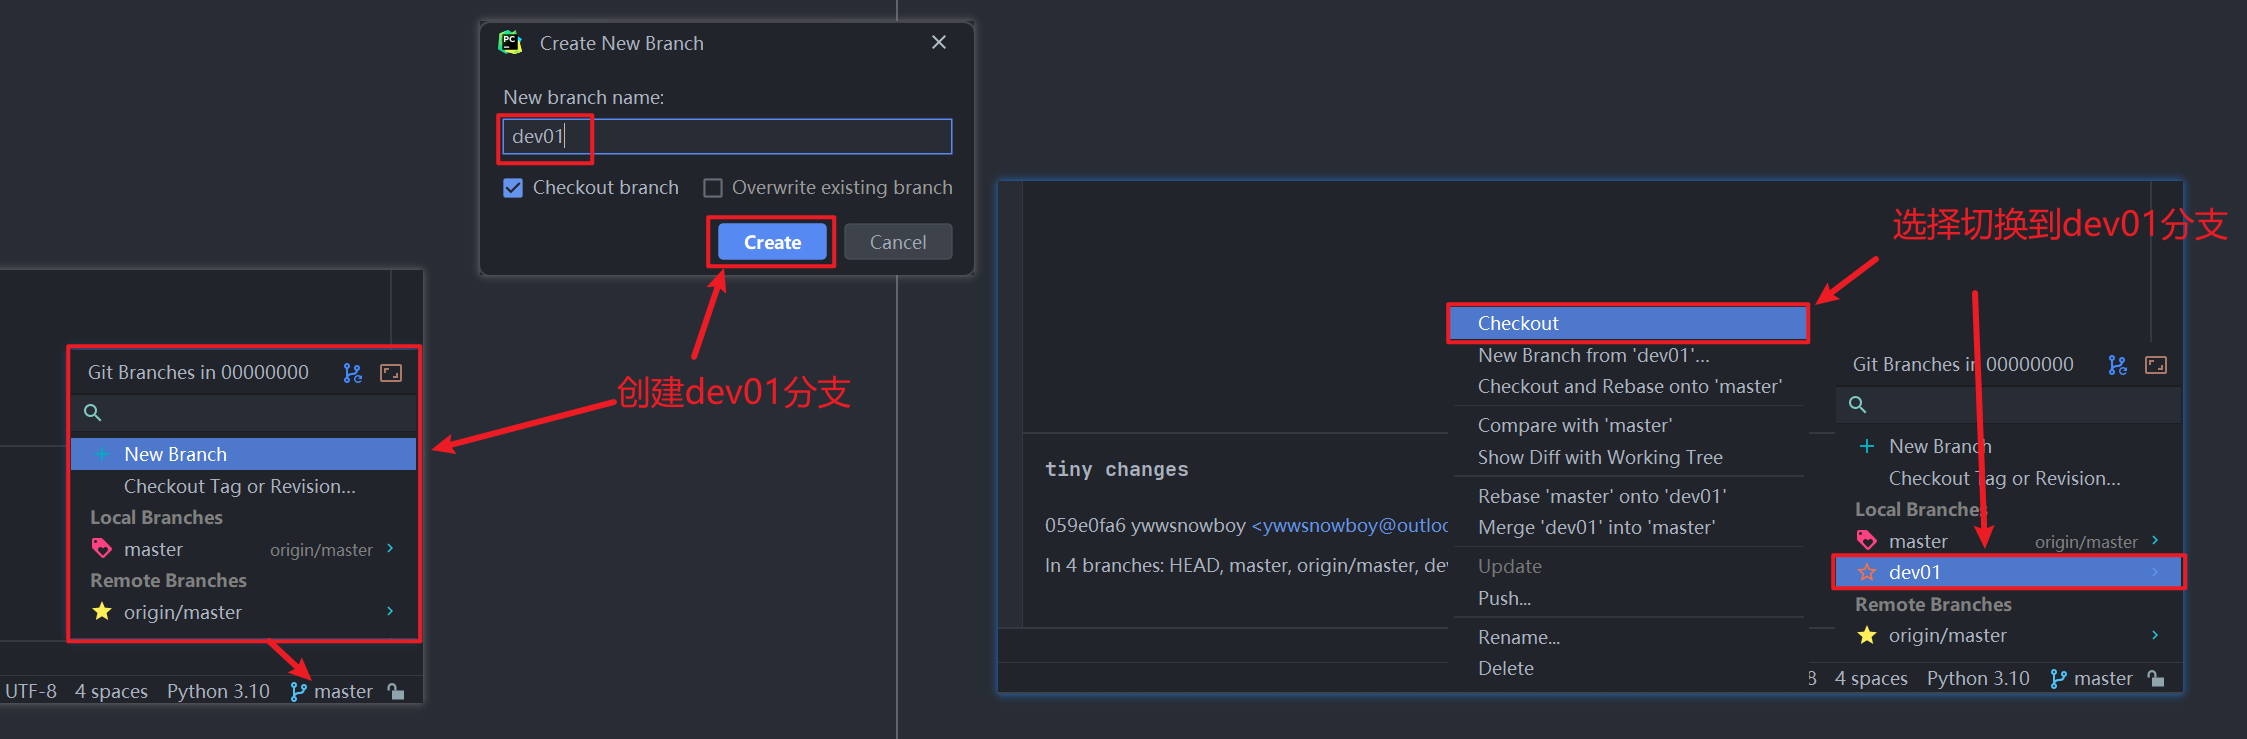 Create New Branch
New branch name:
dev01
Checkout branch
Overwrite existing branch
Create
Cancel
创建dev01分支
Git Branches in 00000000
New Branch
Checkout Tag or Revision...
Local Branches
master origin/master
Remote Branches
origin/master
UTF-8 4 spaces Python 3.10 master
选择切换到dev01分支
tiny changes
059e0fa6 ywwsnowboy <ywwsnowboy@outloo
In 4 branches: HEAD, master, origin/master, dev
Checkout
New Branch from 'dev01'...
Checkout and Rebase onto 'master'
Compare with 'master'
Show Diff with Working Tree
Rebase 'master' onto 'dev01'
Merge 'dev01' into 'master'
Update
Push...
Rename...
Delete
Git Branches in 00000000
New Branch
Checkout Tag or Revision...
Local Branches
master origin/master
dev01
Remote Branches
origin/master
8 4 spaces Python 3.10 master